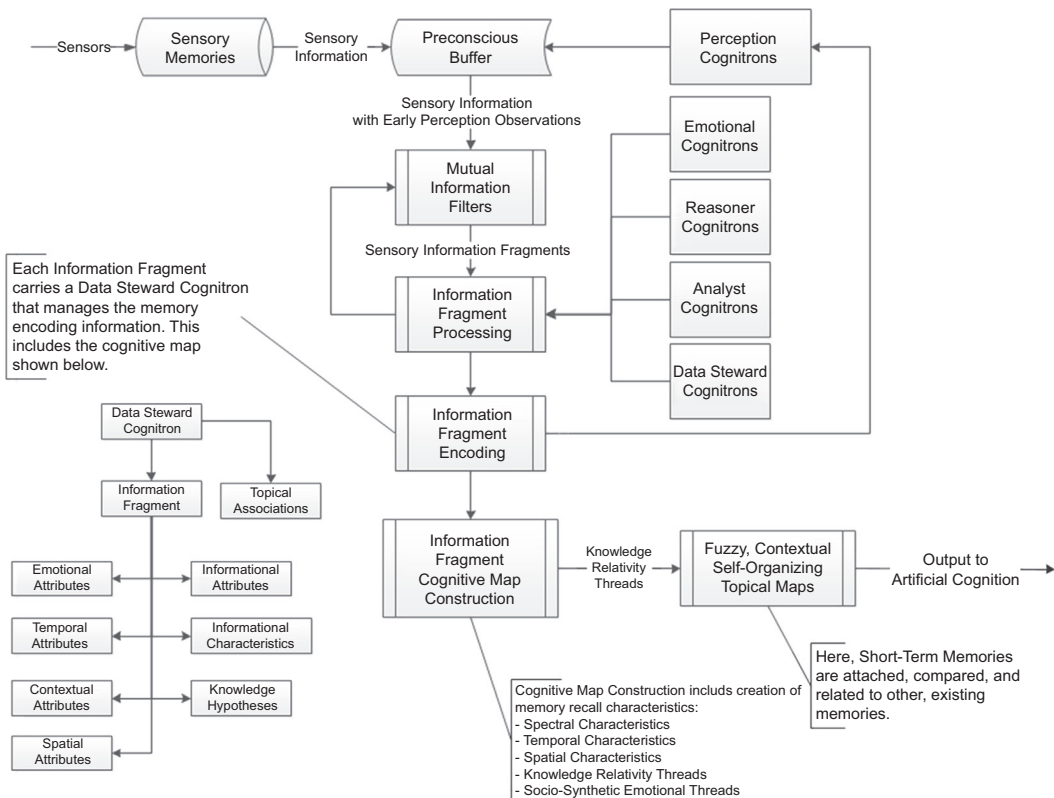 Sensors
Sensory
Memories
Sensory
Information
Preconscious
Buffer
Perception
Cognitrons
Sensory Information
with Early Perception Observations
Emotional
Cognitrons
Mutual
Information
Filters
Reasoner
Cognitrons
Sensory Information Fragments
Each Information Fragment
carries a Data Steward Cognitron
that manages the memory
encoding information. This
includes the cognitive map
shown below.
Information
Fragment
Processing
Analyst
Cognitrons
Data Steward
Cognitrons
Information
Fragment
Encoding
Data Steward
Cognitron
Information
Fragment
Topical
Associations
Emotional
Attributes
Informational
Attributes
Temporal
Attributes
Informational
Characteristics
Contextual
Attributes
Knowledge
Hypotheses
Spatial
Attributes
Information
Fragment
Cognitive Map
Construction
Knowledge
Relativity
Threads
Fuzzy, Contextual
Self-Organizing
Topical Maps
Output to
Artificial Cognition
Here, Short-Term Memories
are attached, compared, and
related to other, existing
memories.
Cognitive Map Construction includs creation of
memory recall characteristics:
- Spectral Characteristics
- Temporal Characteristics
- Spatial Characteristics
- Knowledge Relativity Threads
- Socio-Synthetic Emotional Threads